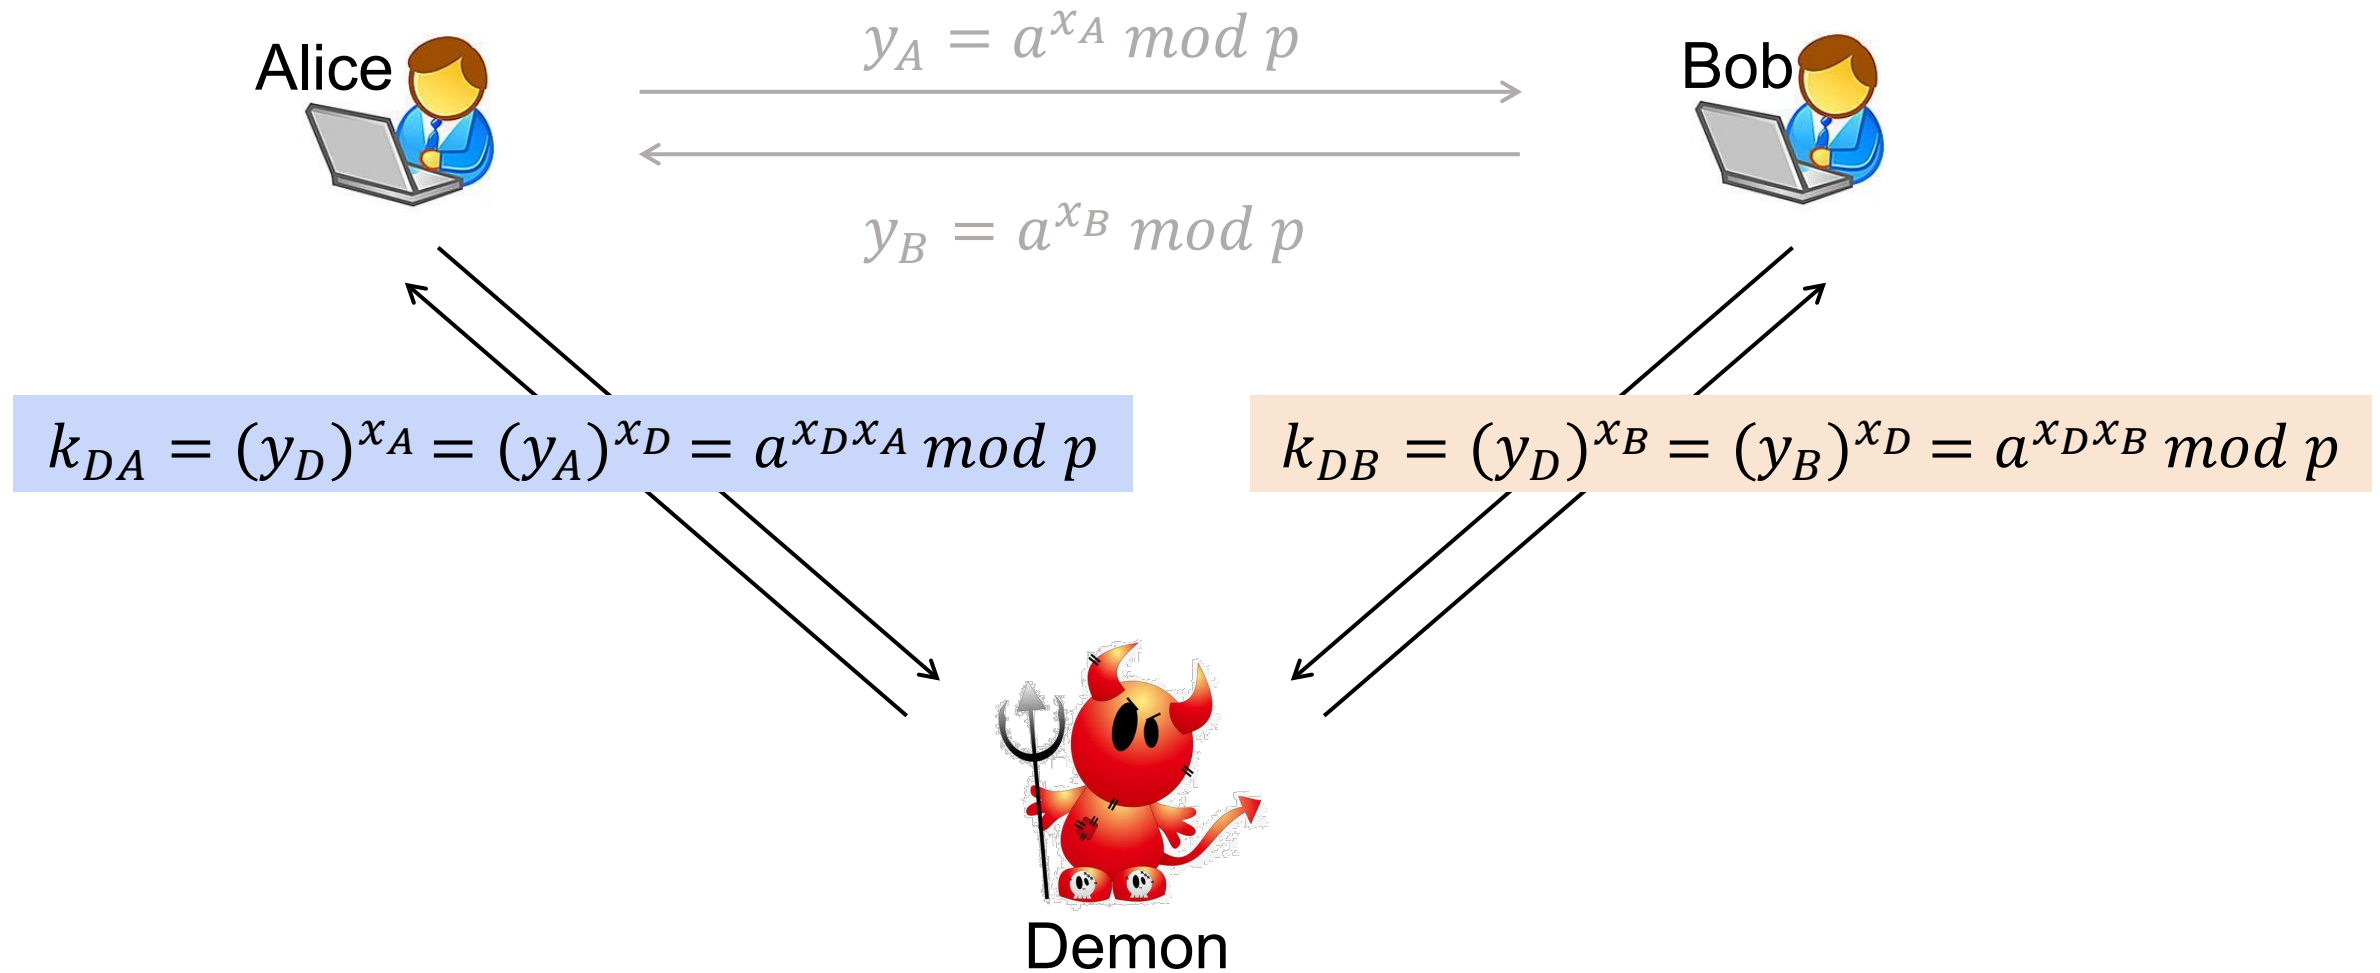 Alice
y_A = a^{x_A} mod p
Bob
y_B = a^{x_B} mod p
k_{DA} = (y_D)^{x_A} = (y_A)^{x_D} = a^{x_D x_A} mod p
k_{DB} = (y_D)^{x_B} = (y_B)^{x_D} = a^{x_D x_B} mod p
Demon